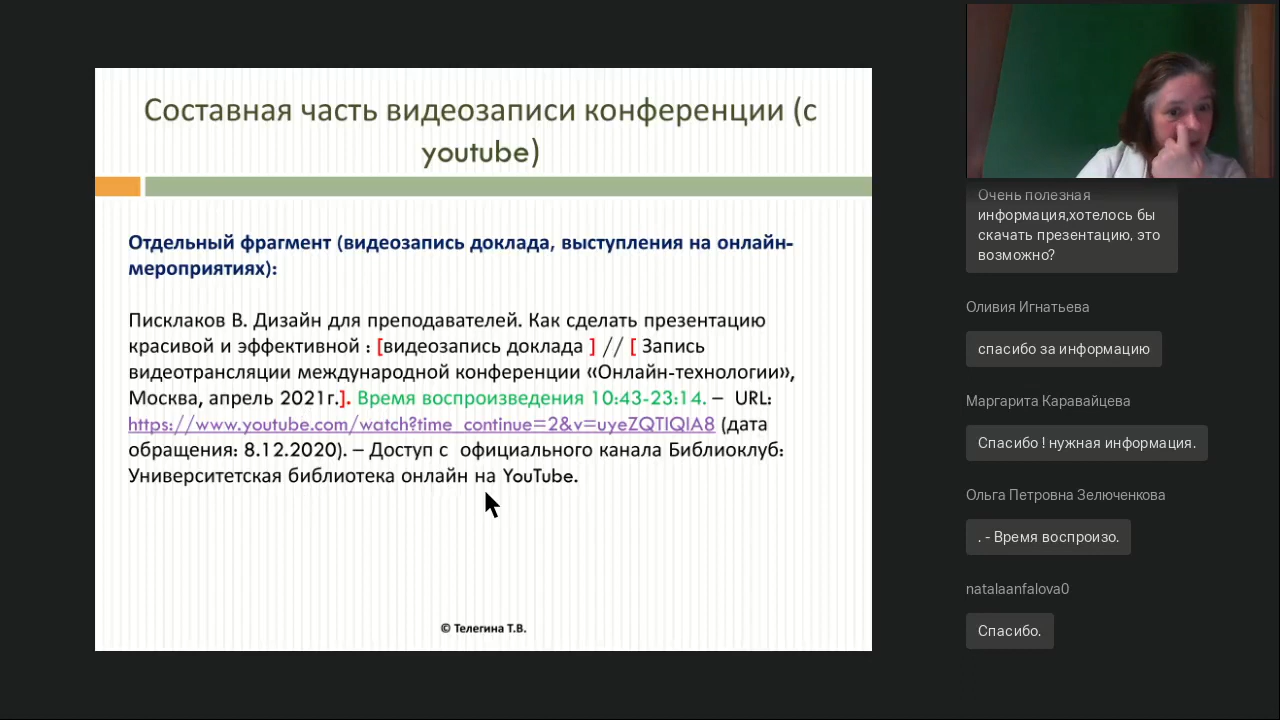 Составная часть видеозаписи конференции (с
youtube)
Отдельный фрагмент (видеозапись доклада, выступления на онлайн-
мероприятиях):
Писклаков В. Дизайн для преподавателей. Как сделать презентацию
красивой и эффективной : [видеозапись доклада ] // [ Запись
видеотрансляции международной конференции «Онлайн-технологии»,
Москва, апрель 2021г.]. Время воспроизведения 10:43-23:14. – URL:
https://www.youtube.com/watch?time_continue=2&v=uyeZQTIQIA8 (дата
обращения: 8.12.2020). – Доступ с официального канала Библиоклуб:
Университетская библиотека онлайн на YouTube.
© Телегина Т.В.
Очень полезная
информация,хотелось бы
скачать презентацию, это
возможно?
Оливия Игнатьева
спасибо за информацию
Маргарита Каравайцева
Спасибо ! нужная информация.
Ольга Петровна Зелюченкова
. - Время воспроизо.
natalaanfalova0
Спасибо.